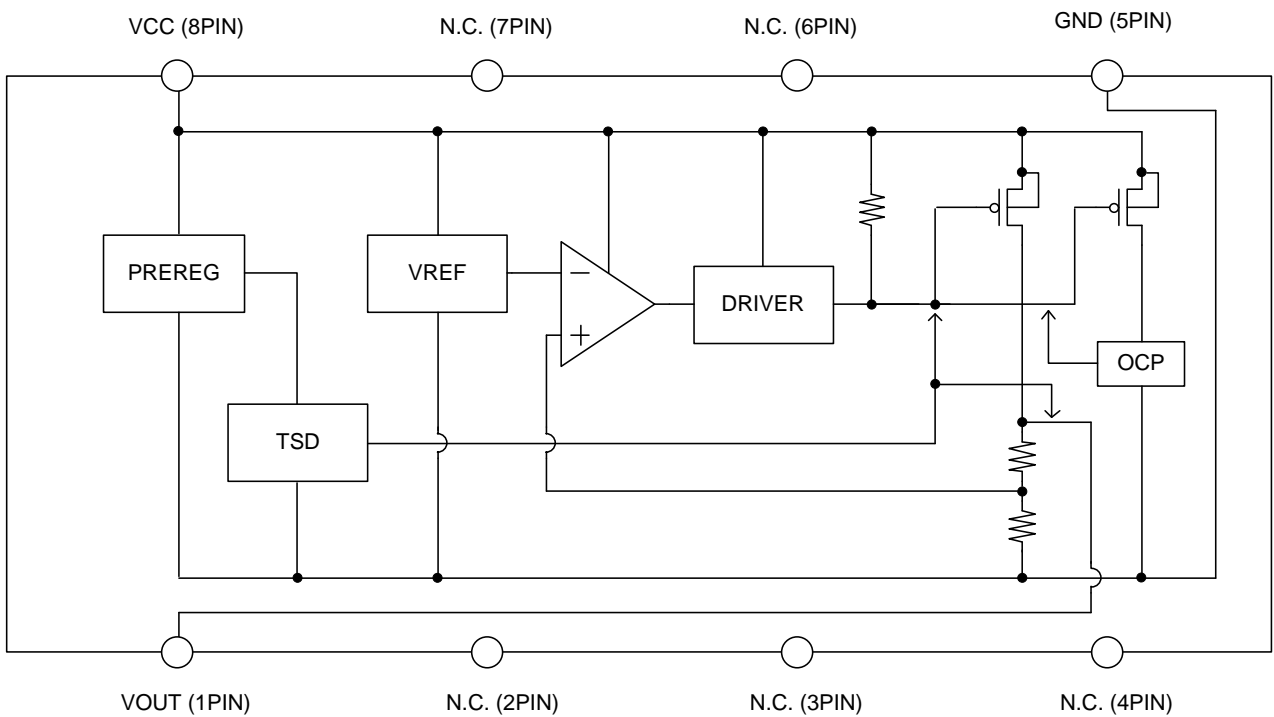 VCC (8PIN)
N.C. (7PIN)
N.C. (6PIN)
GND (5PIN)
PREREG
VREF
−
+
DRIVER
OCP
TSD
VOUT (1PIN)
N.C. (2PIN)
N.C. (3PIN)
N.C. (4PIN)